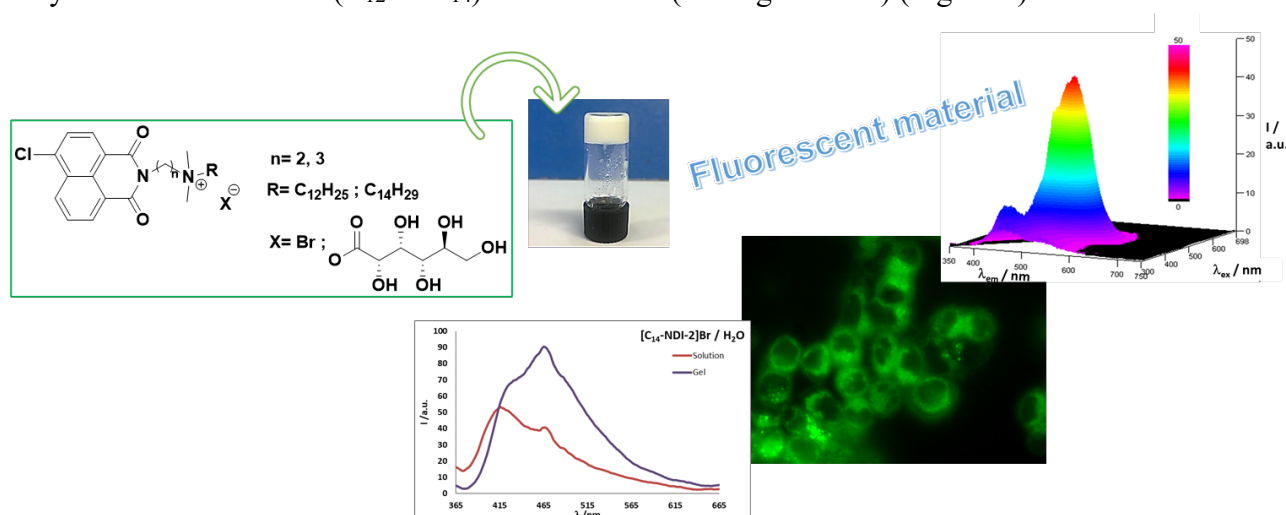 Cl
O
N
O
n
N
⊕
R
X⊖
n= 2, 3
R= C₁₂H₂₅ ; C₁₄H₂₉
X= Br ;
O
O
OH
OH
OH
OH
OH
Fluorescent material
50
0
50
40
30
20
10
0
I /
a.u.
350
400
500
600
700
750
λem / nm
300
400
500
600
698
λex / nm
[C₁₄-NDI-2]Br / H₂O
Solution
Gel
I /a.u.
100
90
80
70
60
50
40
30
20
10
0
365
415
465
515
565
615
665